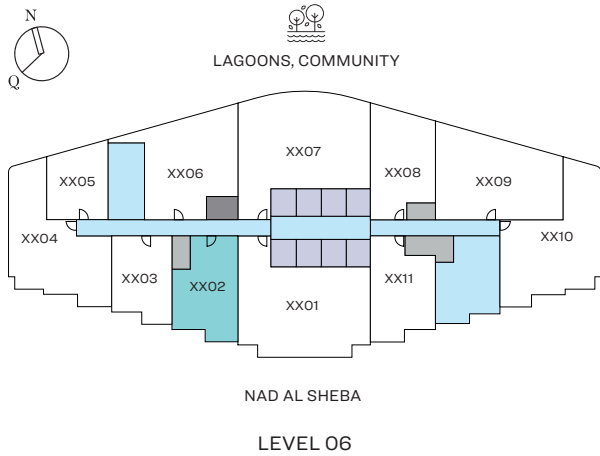 N
Q
LAGOONS, COMMUNITY
XX07
XX06
XX08
XX05
XX09
XX04
XX10
XX03
XX02
XX11
XX01
NAD AL SHEBA
LEVEL 06